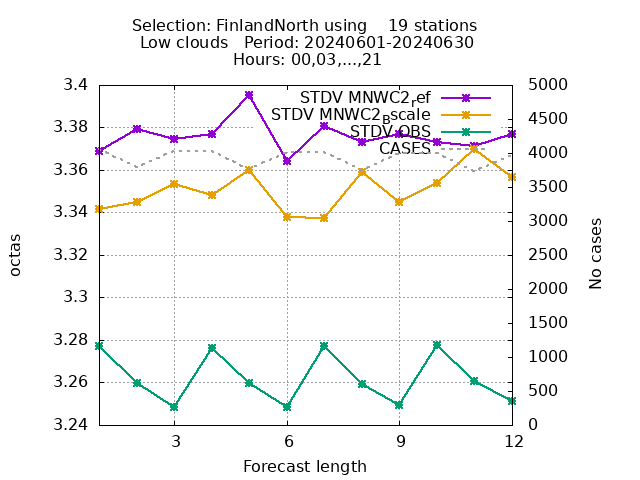 Selection: FinlandNorth using    19 stations
Low clouds   Period: 20240601-20240630
Hours: 00,03,...,21
3.4
3.38
3.36
3.34
3.32
3.3
3.28
3.26
3.24
5000
4500
4000
3500
3000
2500
2000
1500
1000
500
0
STDV MNWC2ref
STDV MNWC2Bscale
STDV OBS
CASES
octas
No cases
3
6
9
12
Forecast length